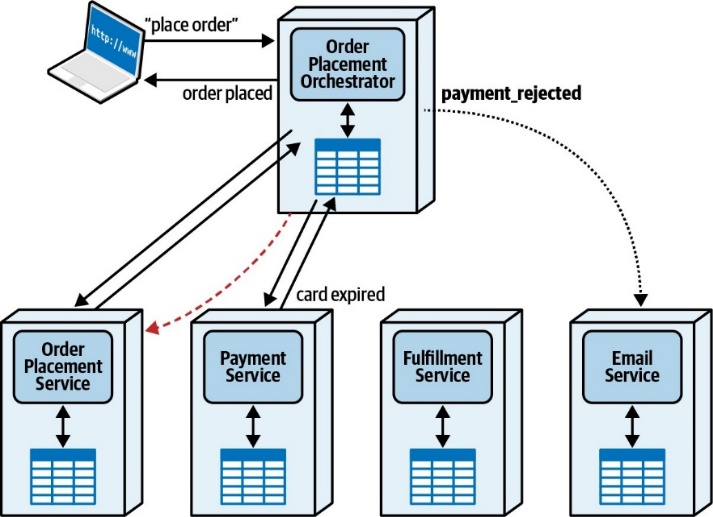 http://www
“place order”
order placed
Order
Placement
Orchestrator
payment_rejected
card expired
Order
Placement
Service
Payment
Service
Fulfillment
Service
Email
Service